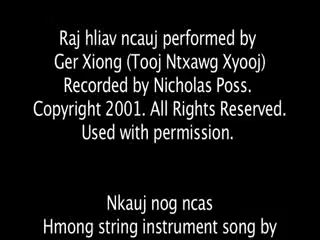 Raj hliav ncauj performed by
Ger Xiong (Tooj Ntxawg Xyooj)
Recorded by Nicholas Poss.
Copyright 2001. All Rights Reserved.
Used with permission.
Nkauj nog ncas
Hmong string instrument song by